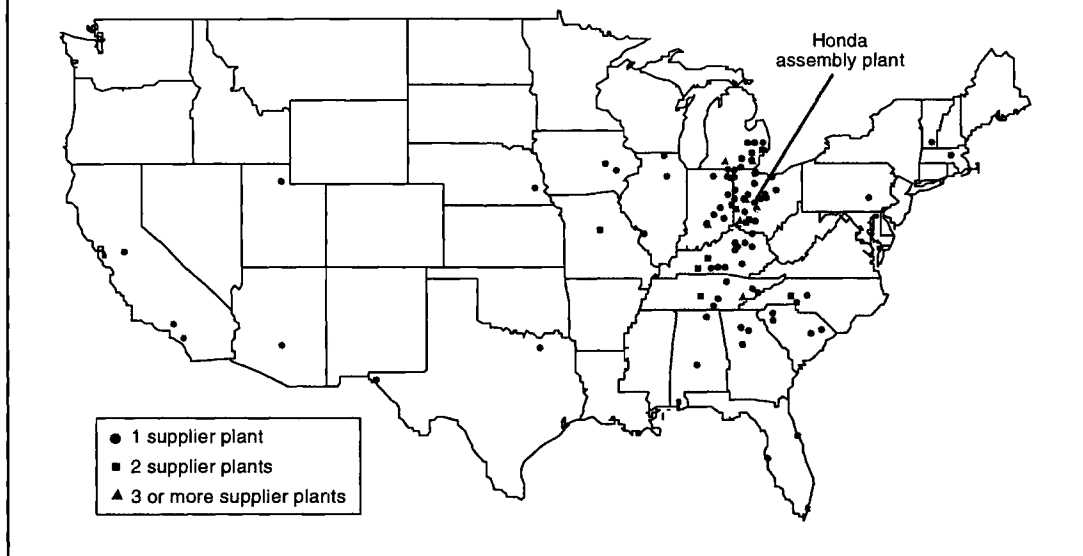 Honda
assembly plant
1 supplier plant
2 supplier plants
3 or more supplier plants